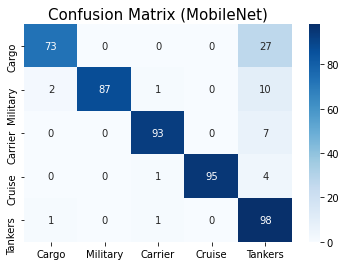 Confusion Matrix (MobileNet)
Cargo 73 0 0 0 27
Military 2 87 1 0 10
Carrier 0 0 93 0 7
Cruise 0 0 1 95 4
Tankers 1 0 1 0 98
Cargo Military Carrier Cruise Tankers
80
60
40
20
0